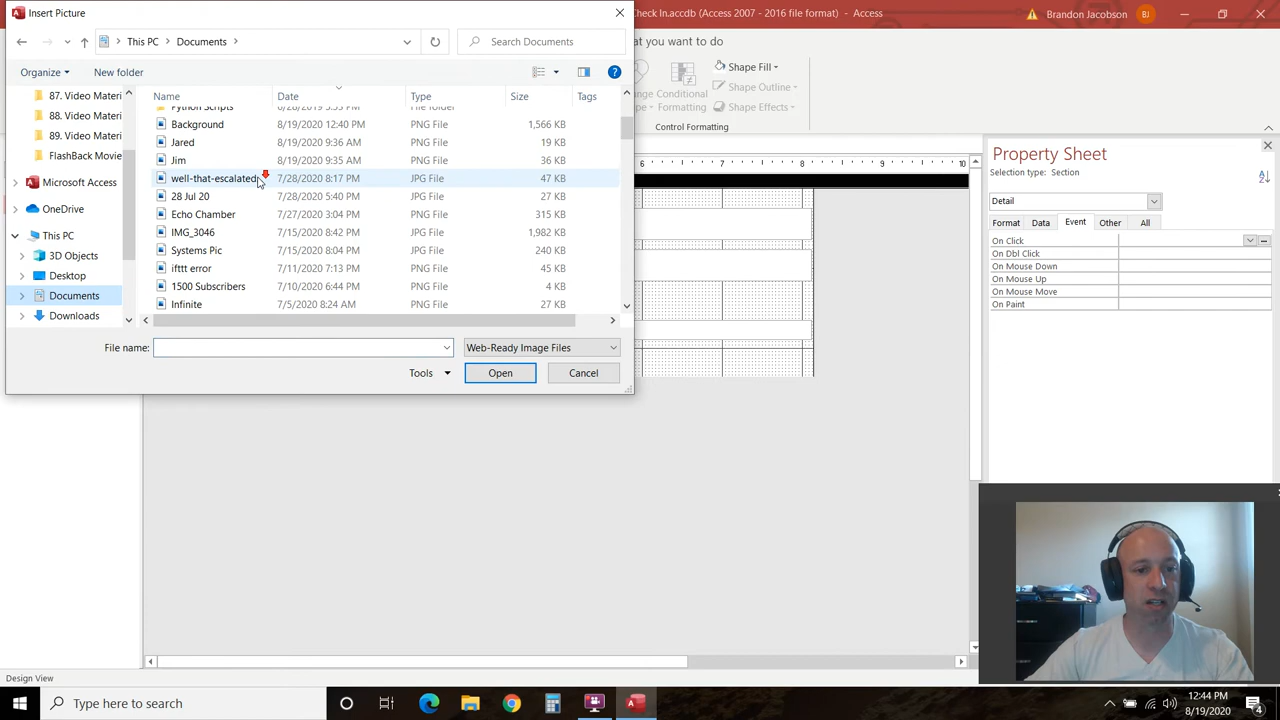 Insert Picture
Check In.accdb (Access 2007 - 2016 file format) - Access
Brandon Jacobson
BJ
This PC
Documents
Search Documents
at you want to do
Organize
New folder
Shape Fill
Conditional
Formatting
Shape Outline
Shape Effects
Control Formatting
Name
Date
Type
Size
Tags
87. Video Materi
88. Video Materi
89. Video Materi
FlashBack Movie
Microsoft Access
OneDrive
This PC
3D Objects
Desktop
Documents
Downloads
Background 8/19/2020 12:40 PM PNG File 1,566 KB
Jared 8/19/2020 9:36 AM PNG File 19 KB
Jim 8/19/2020 9:35 AM PNG File 36 KB
well-that-escalated 7/28/2020 8:17 PM JPG File 47 KB
28 Jul 20 7/28/2020 5:40 PM JPG File 27 KB
Echo Chamber 7/27/2020 3:04 PM PNG File 315 KB
IMG_3046 7/15/2020 8:42 PM JPG File 1,982 KB
Systems Pic 7/15/2020 8:04 PM JPG File 240 KB
ifttt error 7/11/2020 7:19 PM PNG File 45 KB
1500 Subscribers 7/10/2020 8:44 PM PNG File 4 KB
Infinite 7/5/2020 8:24 AM PNG File 27 KB
File name:
Web-Ready Image Files
Tools
Open
Cancel
6 7 8 9 10
Property Sheet
Selection type: Section
Detail
Format Data Event Other All
On Click
On Dbl Click
On Mouse Down
On Mouse Up
On Mouse Move
On Paint
Design View
Type here to search
12:44 PM
8/19/2020
4